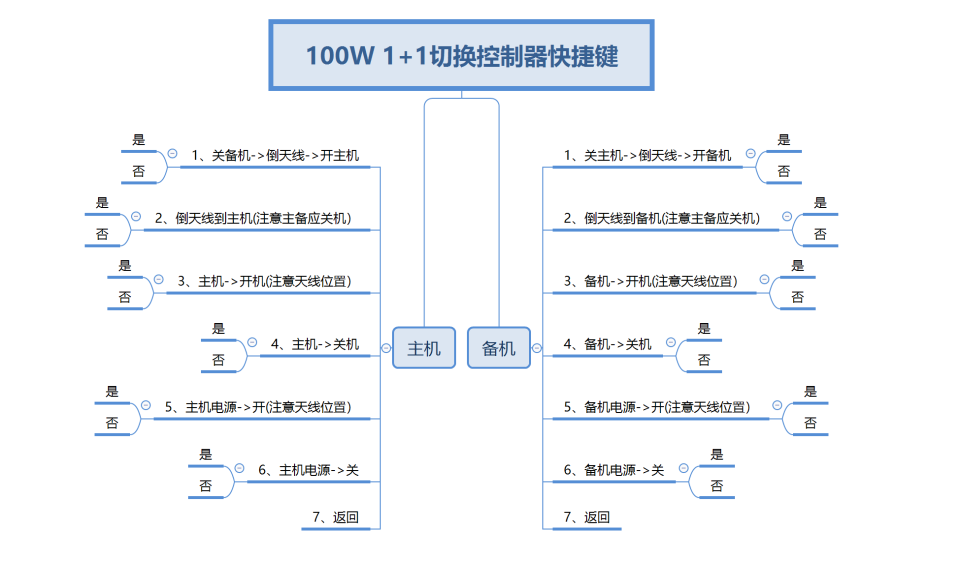 100W 1+1切换控制器快捷键
主机
1、关备机->倒天线->开主机
是
否
2、倒天线到主机(注意主备应关机)
是
否
3、主机->开机(注意天线位置)
是
否
4、主机->关机
是
否
5、主机电源->开(注意天线位置)
是
否
6、主机电源->关
是
否
7、返回
备机
1、关主机->倒天线->开备机
是
否
2、倒天线到备机(注意主备应关机)
是
否
3、备机->开机(注意天线位置)
是
否
4、备机->关机
是
否
5、备机电源->开(注意天线位置)
是
否
6、备机电源->关
是
否
7、返回